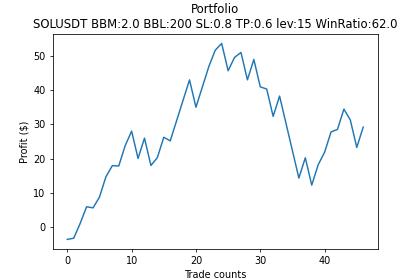 Portfolio
SOLUSDT BBM:2.0 BBL:200 SL:0.8 TP:0.6 lev:15 WinRatio:62.0
Profit ($)
50
40
30
20
10
0
0 10 20 30 40
Trade counts